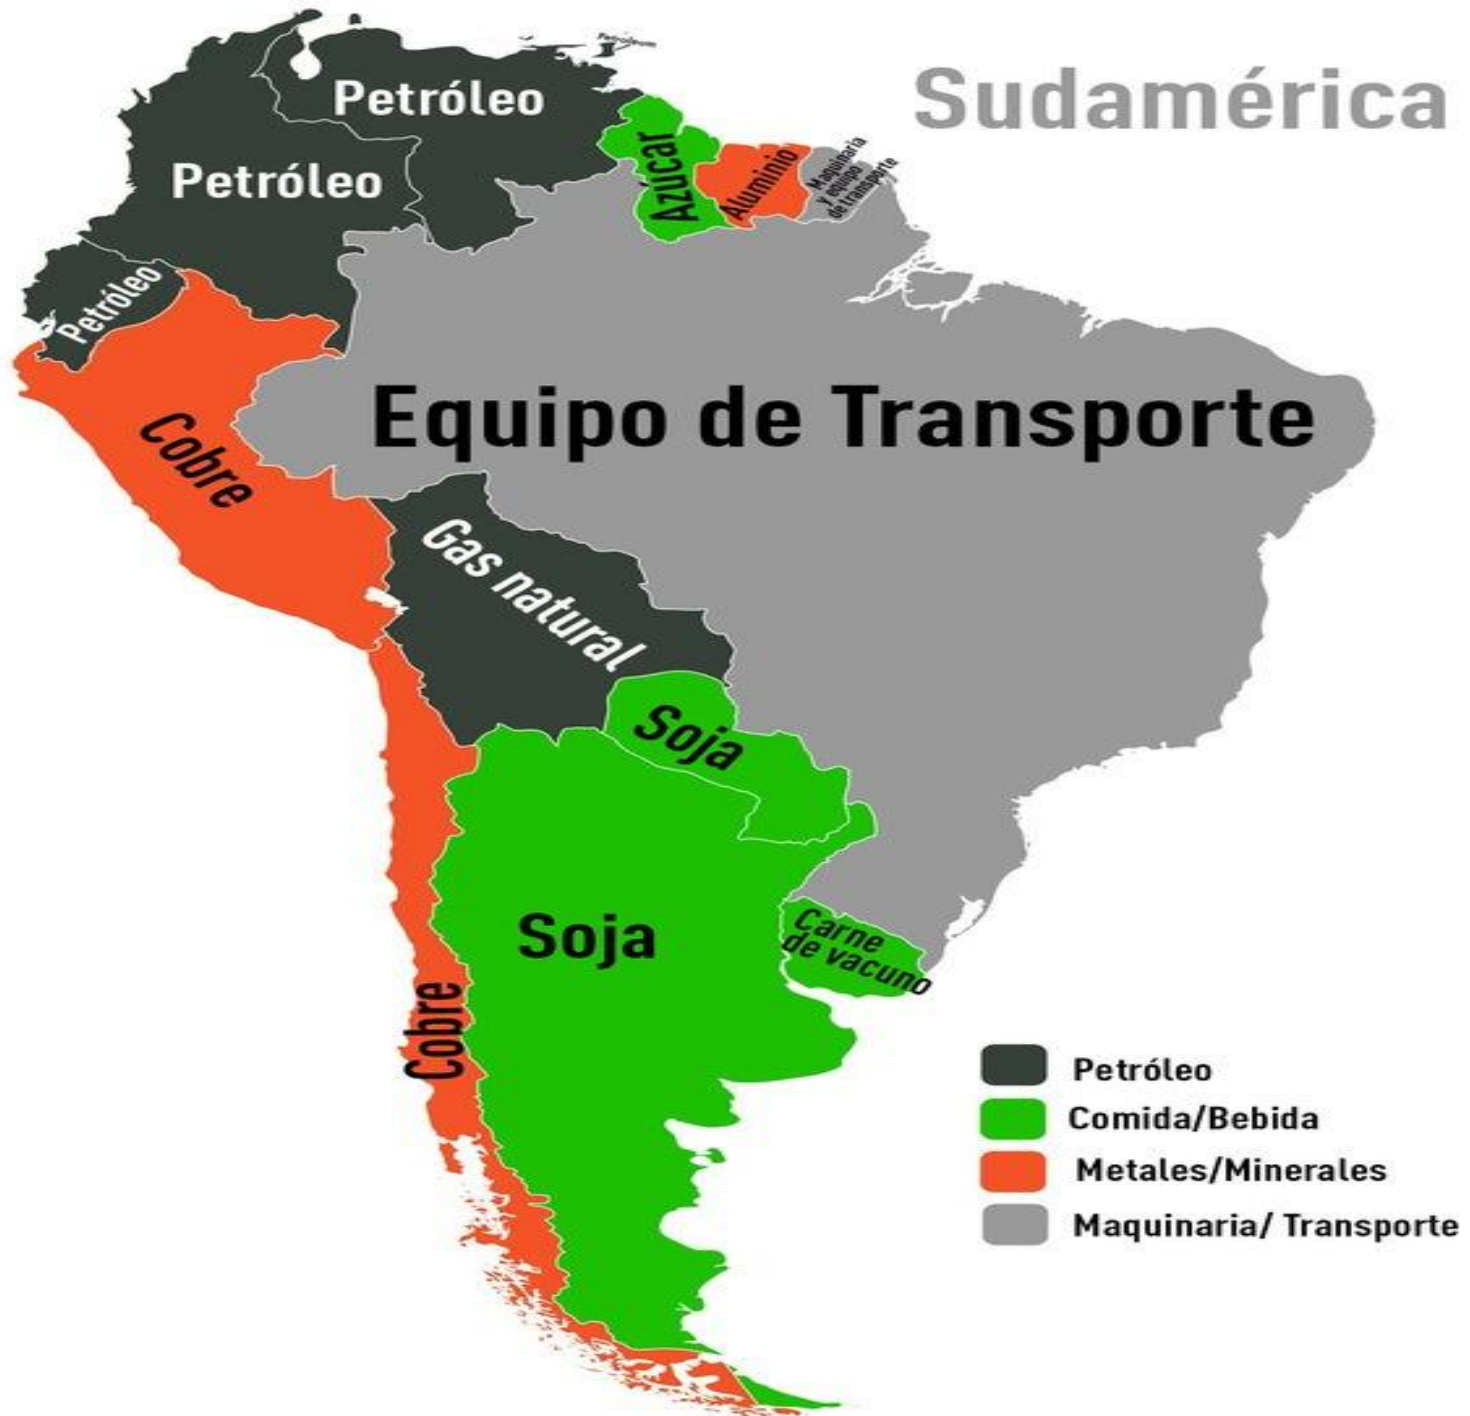 Sudamérica
Petróleo
Petróleo
Petróleo
Azúcar
Aluminio
Maquinaria
y equipo
de transporte
Equipo de Transporte
Cobre
Gas natural
Soja
Soja
Carne
de vacuno
Cobre
Petróleo
Comida/Bebida
Metales/Minerales
Maquinaria/ Transporte